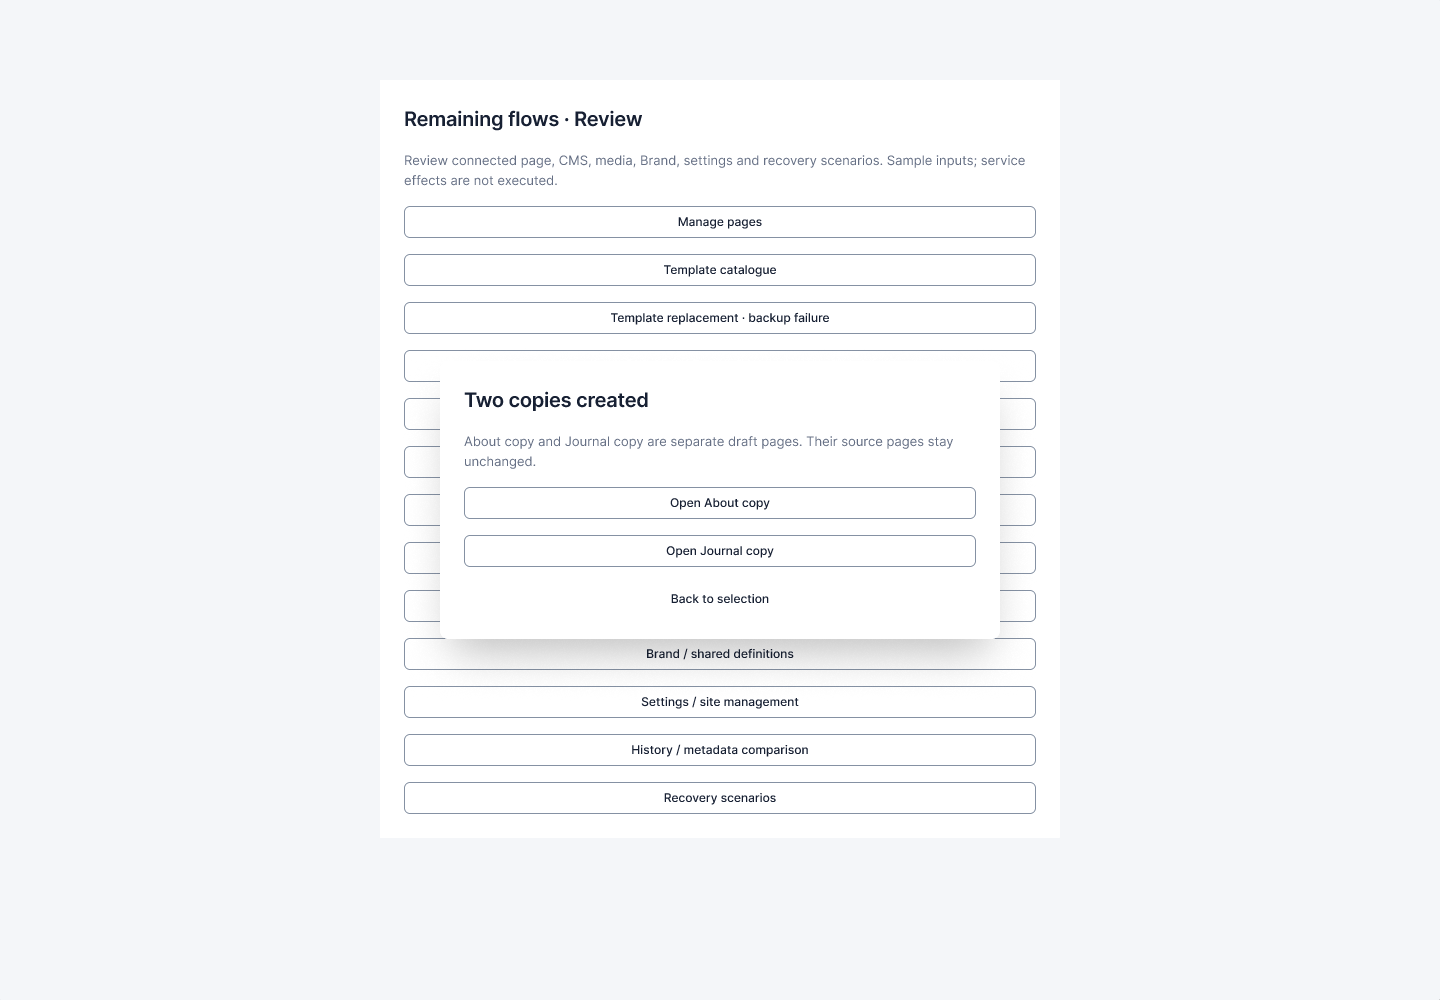 Remaining flows · Review
Review connected page, CMS, media, Brand, settings and recovery scenarios. Sample inputs; service
effects are not executed.
Manage pages
Template catalogue
Template replacement · backup failure
Two copies created
About copy and Journal copy are separate draft pages. Their source pages stay
unchanged.
Open About copy
Open Journal copy
Back to selection
Brand / shared definitions
Settings / site management
History / metadata comparison
Recovery scenarios